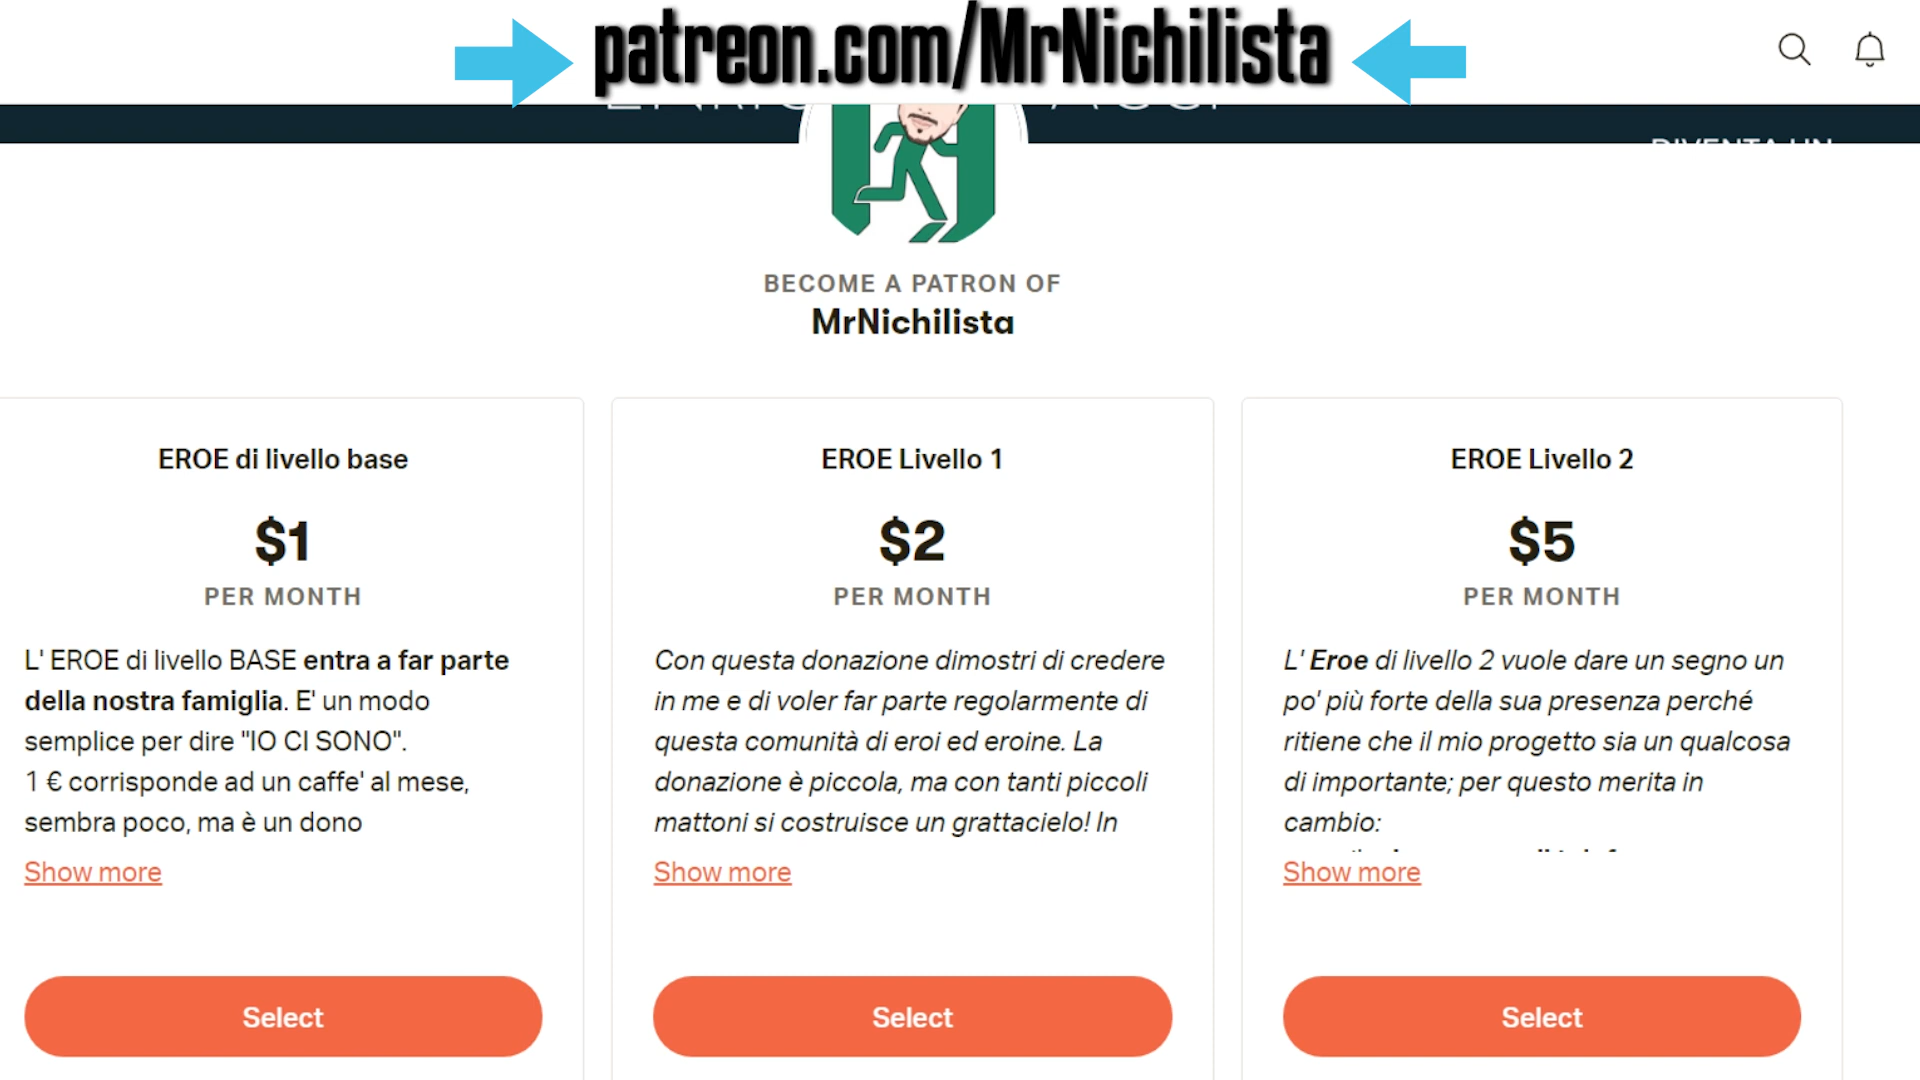 patreon.com/MrNichilista
DIVENTA UN
BECOME A PATRON OF
MrNichilista
EROE di livello base
$1
PER MONTH
L' EROE di livello BASE entra a far parte
della nostra famiglia. E' un modo
semplice per dire "IO CI SONO".
1 € corrisponde ad un caffe' al mese,
sembra poco, ma è un dono
Show more
Select
EROE Livello 1
$2
PER MONTH
Con questa donazione dimostri di credere
in me e di voler far parte regolarmente di
questa comunità di eroi ed eroine. La
donazione è piccola, ma con tanti piccoli
mattoni si costruisce un grattacielo! In
Show more
Select
EROE Livello 2
$5
PER MONTH
L' Eroe di livello 2 vuole dare un segno un
po' più forte della sua presenza perché
ritiene che il mio progetto sia un qualcosa
di importante; per questo merita in
cambio:
Show more
Select